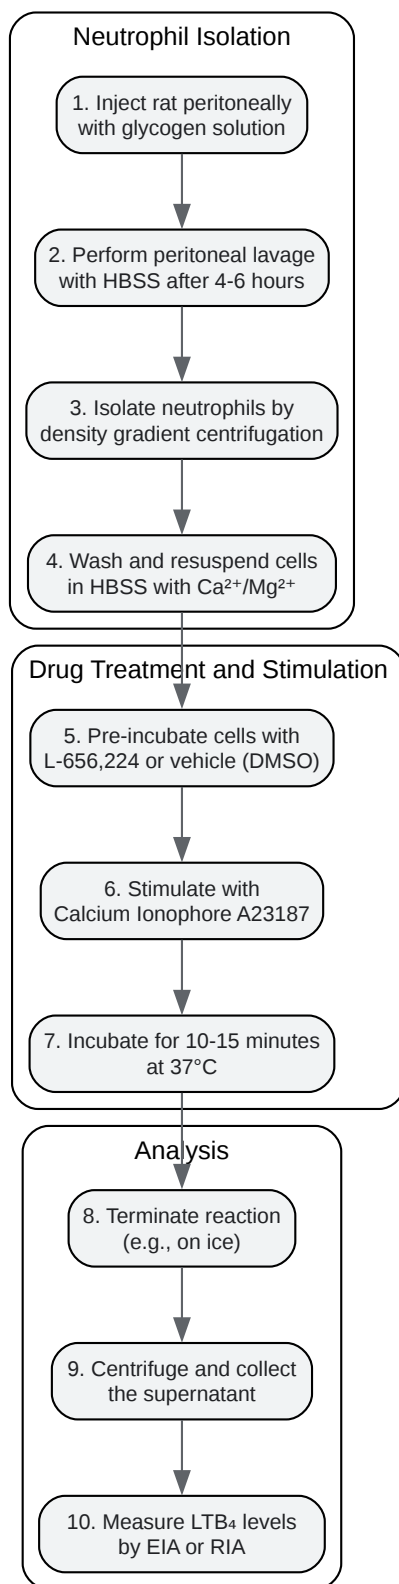 Neutrophil Isolation
1. Inject rat peritoneally
with glycogen solution
2. Perform peritoneal lavage
with HBSS after 4-6 hours
3. Isolate neutrophils by
density gradient centrifugation
4. Wash and resuspend cells
in HBSS with Ca²⁺/Mg²⁺
Drug Treatment and Stimulation
5. Pre-incubate cells with
L-656,224 or vehicle (DMSO)
6. Stimulate with
Calcium Ionophore A23187
7. Incubate for 10-15 minutes
at 37°C
Analysis
8. Terminate reaction
(e.g., on ice)
9. Centrifuge and collect
the supernatant
10. Measure LTB₄ levels
by EIA or RIA